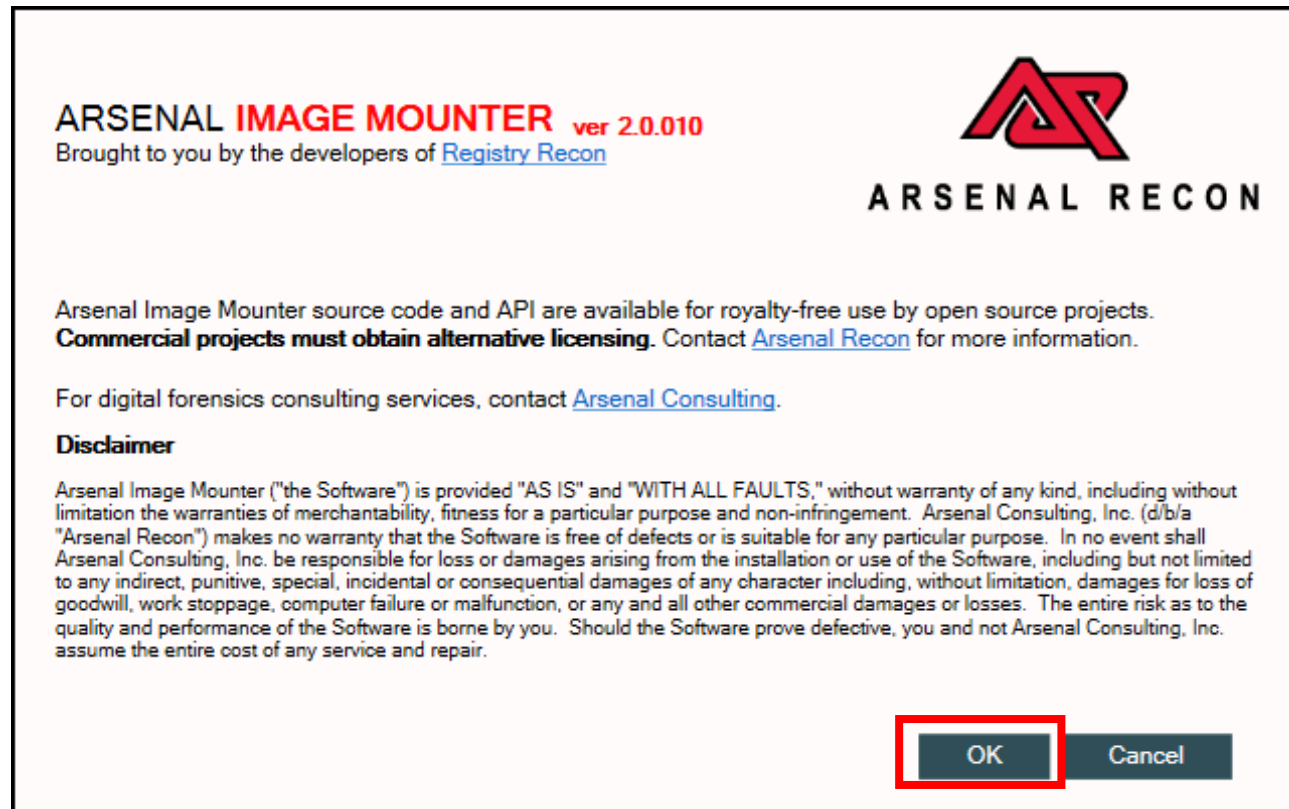 ARSENAL IMAGE MOUNTER ver 2.0.010
Brought to you by the developers of Registry Recon
ARSENAL RECON
Arsenal Image Mounter source code and API are available for royalty-free use by open source projects.
Commercial projects must obtain alternative licensing. Contact Arsenal Recon for more information.
For digital forensics consulting services, contact Arsenal Consulting.
Disclaimer
Arsenal Image Mounter ("the Software") is provided "AS IS" and "WITH ALL FAULTS," without warranty of any kind, including without
limitation the warranties of merchantability, fitness for a particular purpose and non-infringement. Arsenal Consulting, Inc. (d/b/a
"Arsenal Recon") makes no warranty that the Software is free of defects or is suitable for any particular purpose. In no event shall
Arsenal Consulting, Inc. be responsible for loss or damages arising from the installation or use of the Software, including but not limited
to any indirect, punitive, special, incidental or consequential damages of any character including, without limitation, damages for loss of
goodwill, work stoppage, computer failure or malfunction, or any and all other commercial damages or losses. The entire risk as to the
quality and performance of the Software is borne by you. Should the Software prove defective, you and not Arsenal Consulting, Inc.
assume the entire cost of any service and repair.
OK Cancel